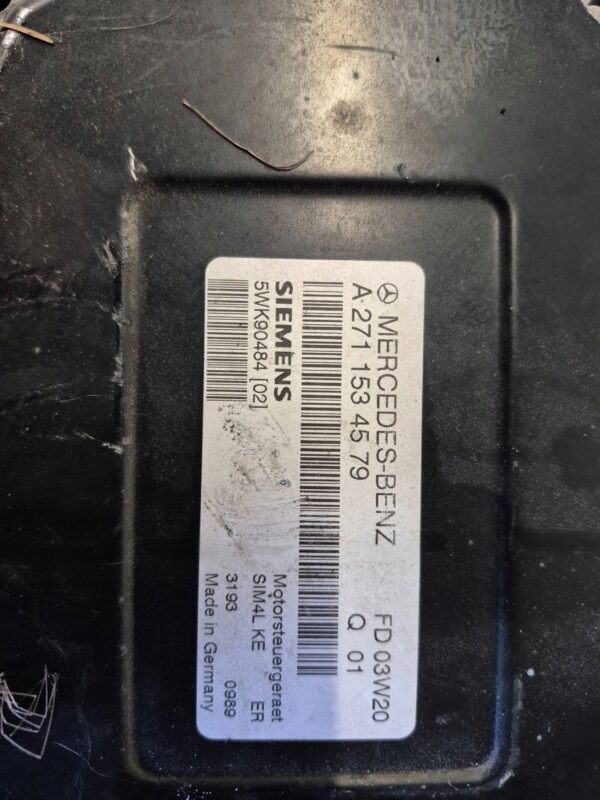 MERCEDES-BENZ FD 03W20
A 271 153 45 79 Q 01
SIEMENS Motorsteuergeraet
5WK90484 [02] SIM4L KE ER
3193 0989
Made in Germany